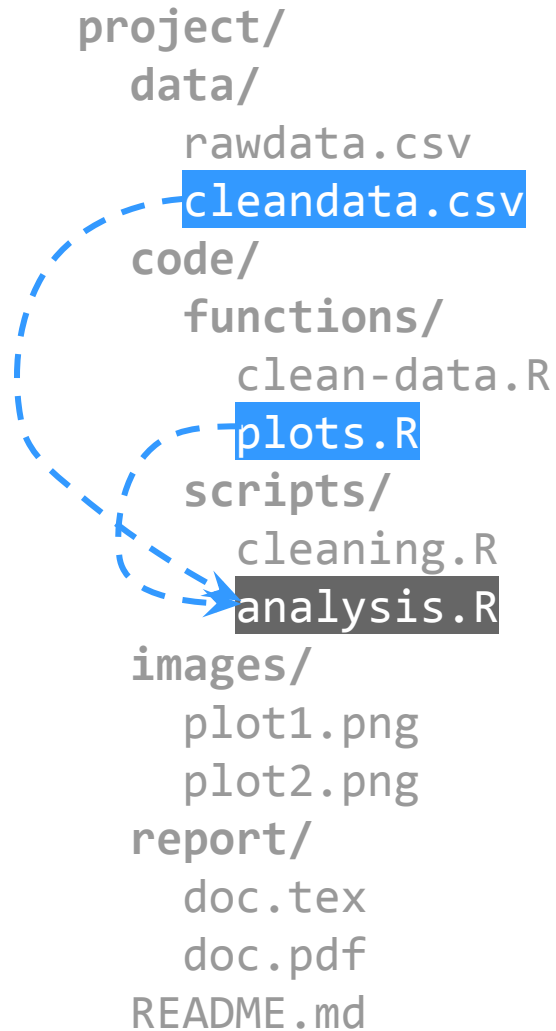 project/
data/
rawdata.csv
cleandata.csv
code/
functions/
clean-data.R
plots.R
scripts/
cleaning.R
analysis.R
images/
plot1.png
plot2.png
report/
doc.tex
doc.pdf
README.md